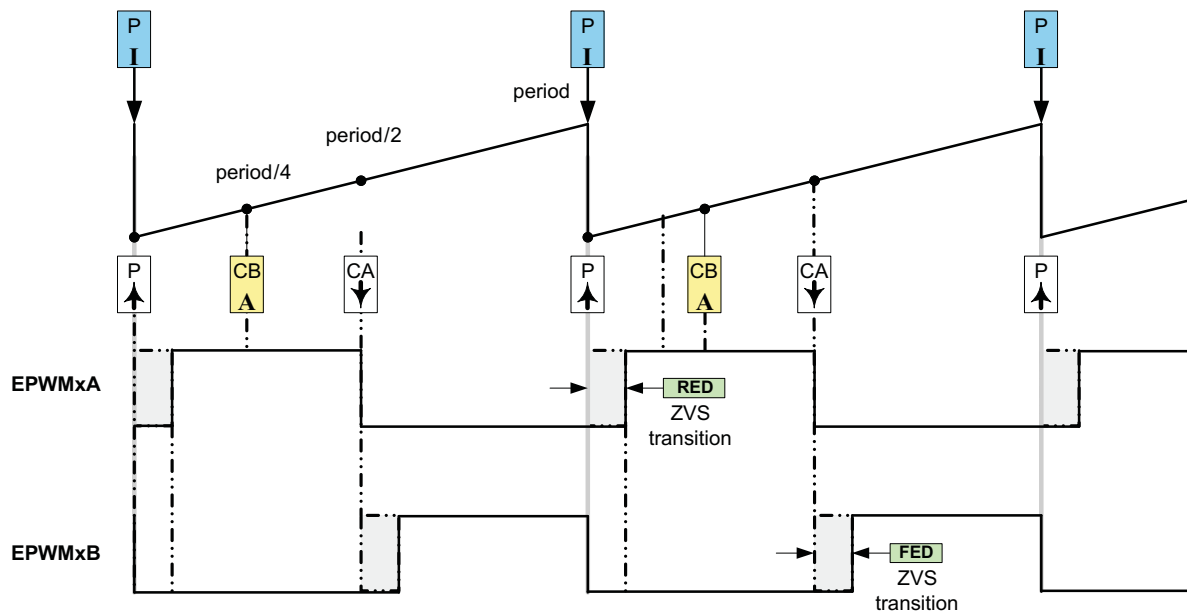 P
I
P
I
P
I
period
period/2
period/4
P
CB
A
CA
P
CB
A
CA
P
EPWMxA
RED
ZVS
transition
EPWMxB
FED
ZVS
transition